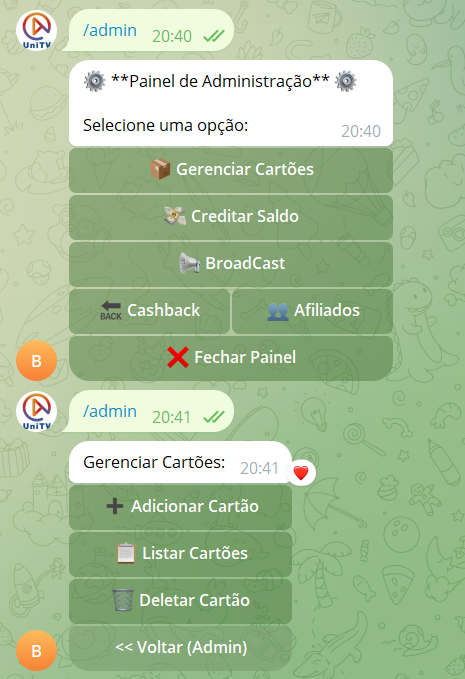 /admin 20:40
UniTV
⚙️ **Painel de Administração** ⚙️
Selecione uma opção: 20:40
📦 Gerenciar Cartões
💸 Creditar Saldo
📢 BroadCast
🔙 Cashback
👥 Afiliados
❌ Fechar Painel
B
/admin 20:41
UniTV
Gerenciar Cartões: 20:41
➕ Adicionar Cartão
📋 Listar Cartões
🗑️ Deletar Cartão
<< Voltar (Admin)
B